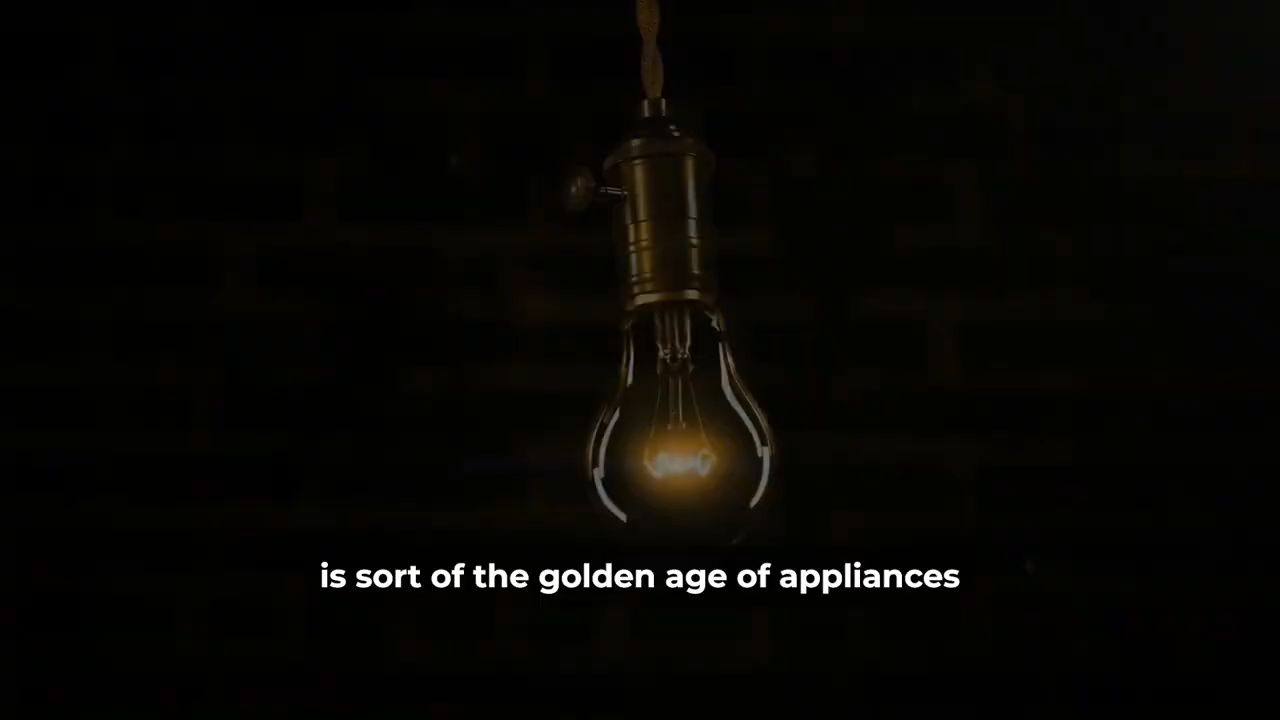 is sort of the golden age of appliances